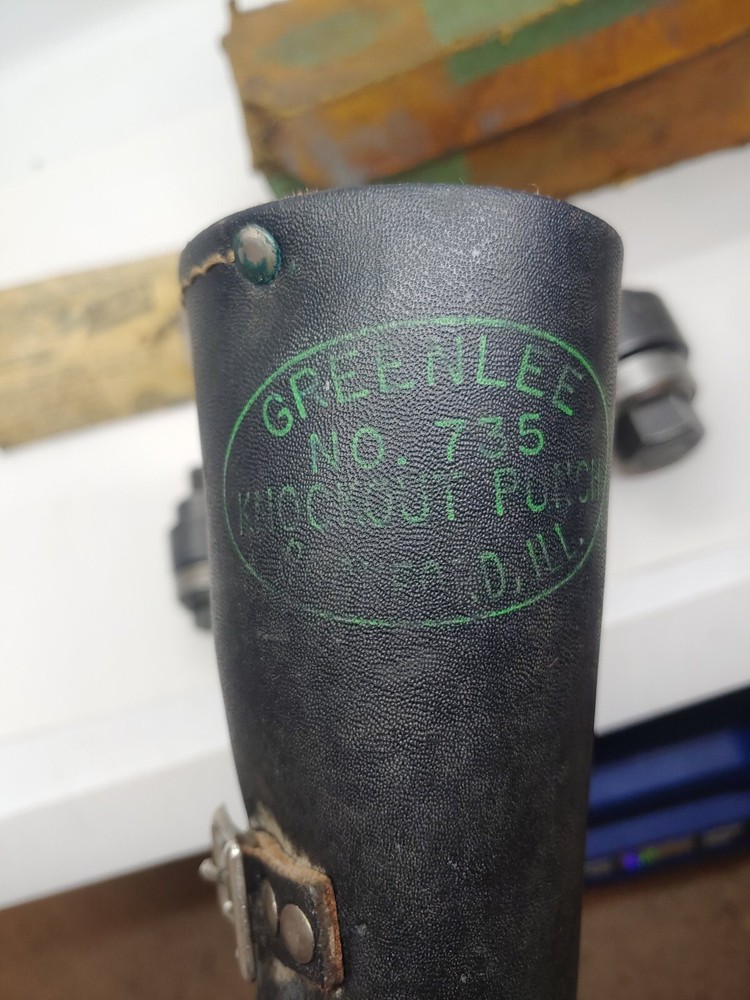 GREENLEE
NO. 735
KNOCKOUT PUNCH
ILL.